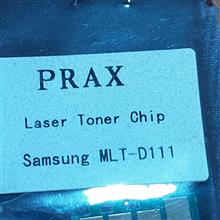 PRAX
Laser Toner Chip
Samsung MLT-D111